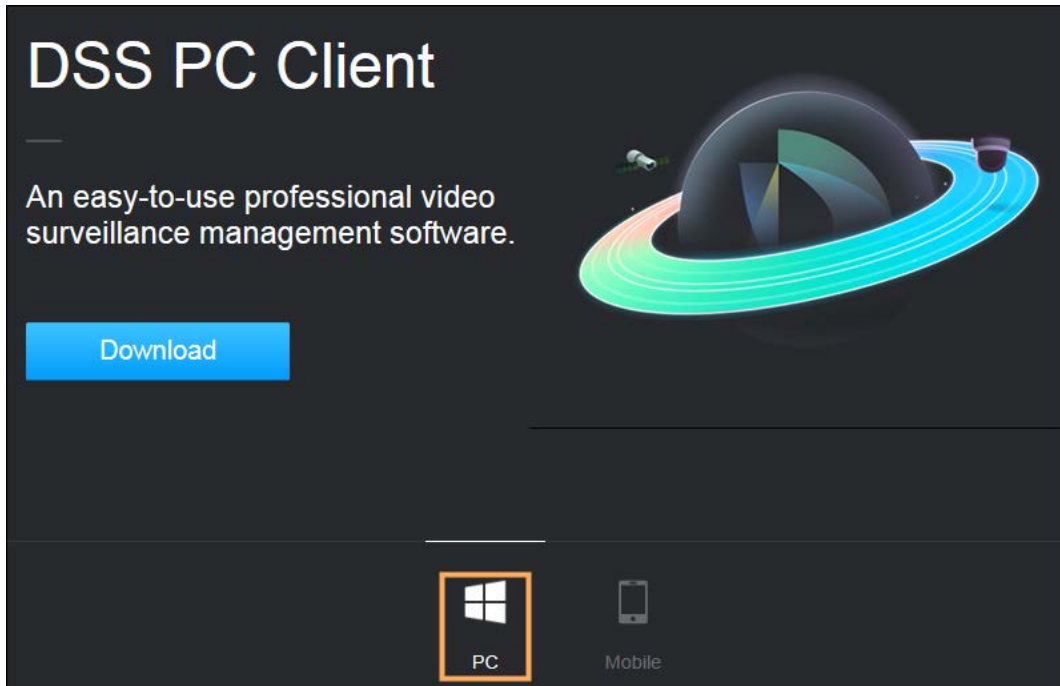 DSS PC Client
An easy-to-use professional video
surveillance management software.
Download
PC
Mobile